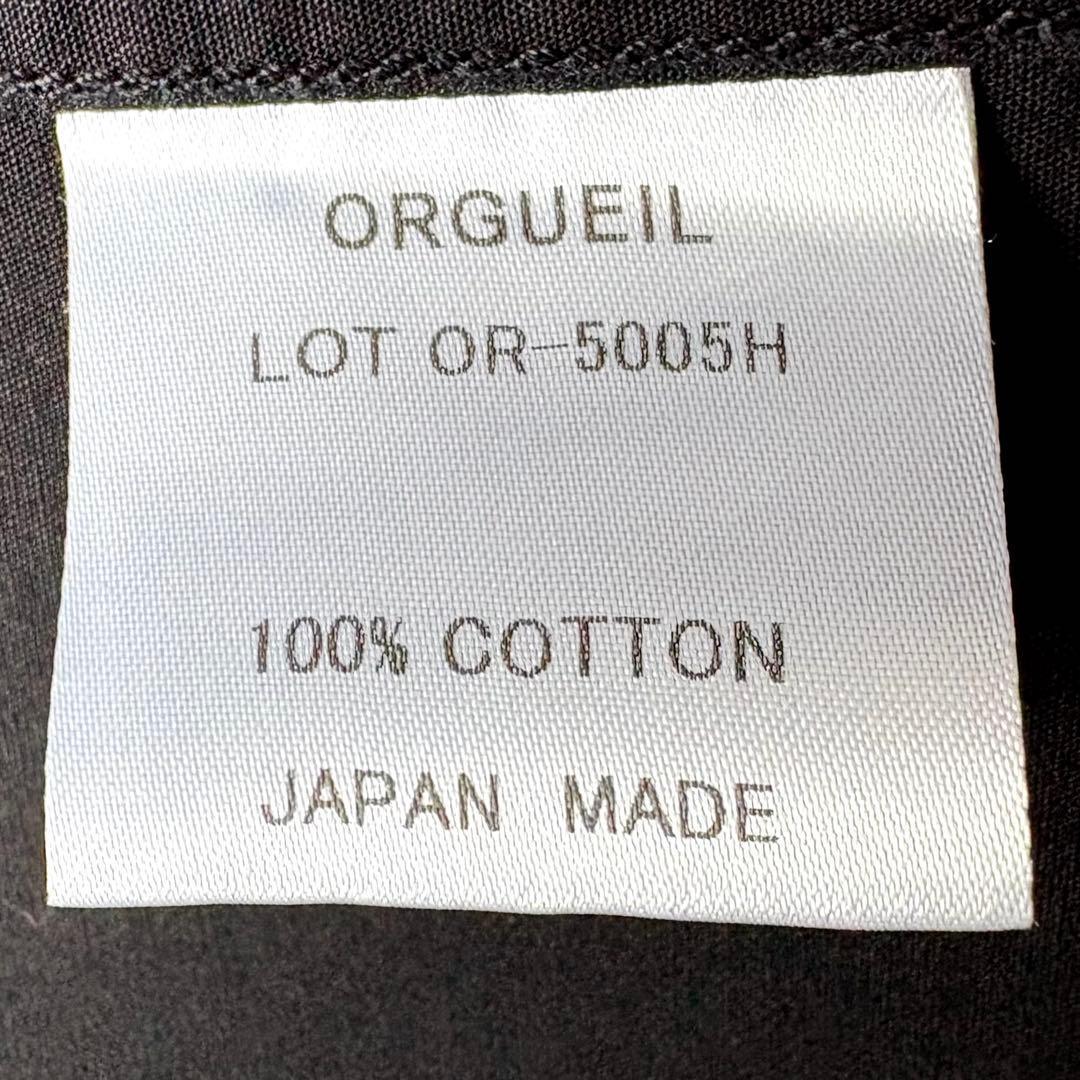 ORGUEIL
LOT OR-5005H
100% COTTON
JAPAN MADE